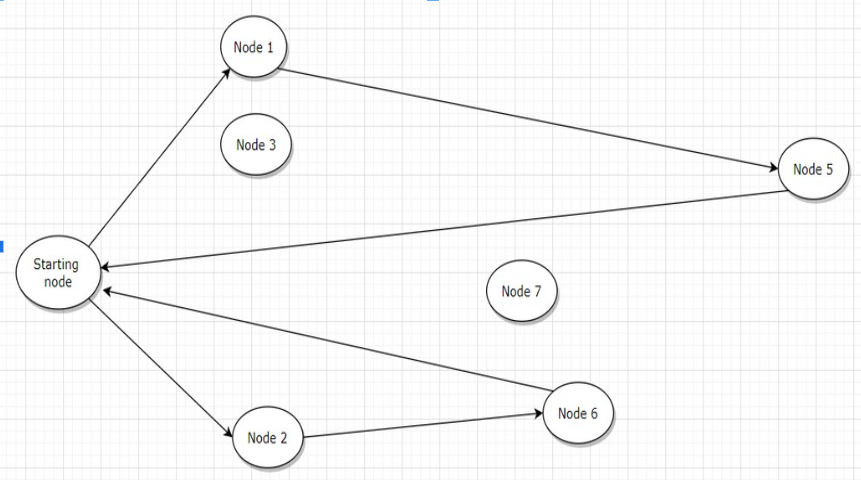 Node 1
Node 3
Node 5
Starting
node
Node 7
Node 6
Node 2